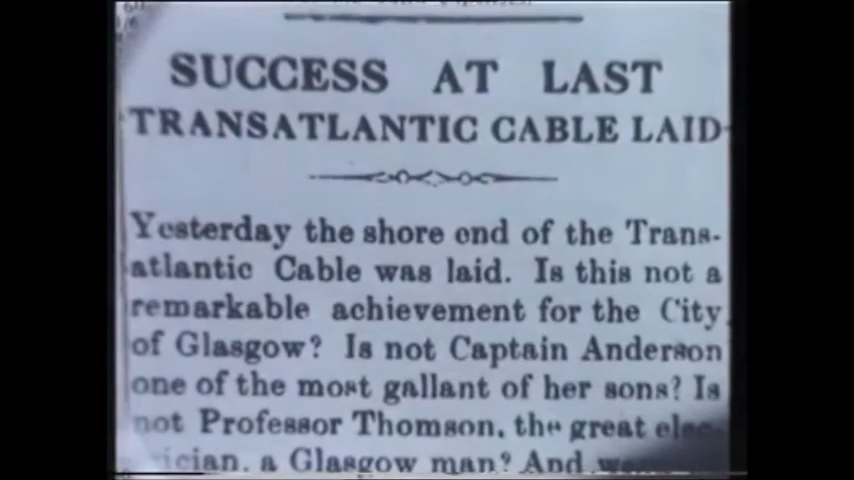 SUCCESS AT LAST
TRANSATLANTIC CABLE LAID
Yesterday the shore end of the Trans-
atlantic Cable was laid. Is this not a
remarkable achievement for the City
of Glasgow? Is not Captain Anderson
one of the most gallant of her sons? Is
not Professor Thomson, the great elec-
trician, a Glasgow man? And